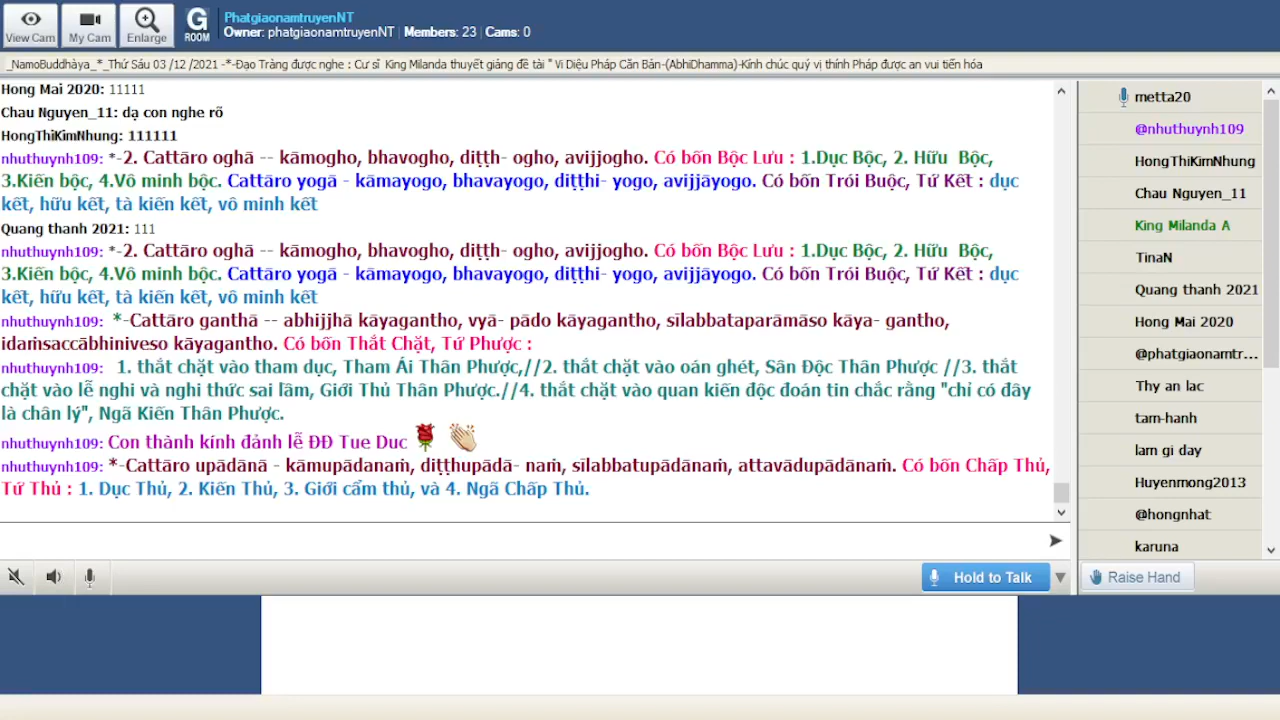 View Cam
My Cam
Enlarge
G
ROOM
PhatgiaonamtruyenNT
Owner: phatgiaonamtruyenNT | Members: 23 | Cams: 0
_NamoBuddhàya_*_Thứ Sáu 03 /12 /2021 -*-Đạo Tràng được nghe : Cư sĩ King Milanda thuyết giảng đề tài " Vi Diệu Pháp Căn Bản-(AbhiDhamma)-Kính chúc quý vị thính Pháp được an vui tiến hóa
Hong Mai 2020: 11111
Chau Nguyen_11: dạ con nghe rõ
HongThiKimNhung: 111111
nhuthuynh109: *-2. Cattāro oghā -- kāmogho, bhavogho, diṭṭh- ogho, avijjogho. Có bốn Bộc Lưu : 1.Dục Bộc, 2. Hữu Bộc,
3.Kiến bộc, 4.Vô minh bộc. Cattāro yogā - kāmayogo, bhavayogo, diṭṭhi- yogo, avijjāyogo. Có bốn Trói Buộc, Tứ Kết : dục
kết, hữu kết, tà kiến kết, vô minh kết
Quang thanh 2021: 111
nhuthuynh109: *-2. Cattāro oghā -- kāmogho, bhavogho, diṭṭh- ogho, avijjogho. Có bốn Bộc Lưu : 1.Dục Bộc, 2. Hữu Bộc,
3.Kiến bộc, 4.Vô minh bộc. Cattāro yogā - kāmayogo, bhavayogo, diṭṭhi- yogo, avijjāyogo. Có bốn Trói Buộc, Tứ Kết : dục
kết, hữu kết, tà kiến kết, vô minh kết
nhuthuynh109: *-Cattāro ganthā -- abhijjhā kāyagantho, vyā- pādo kāyagantho, sīlabbataparāmāso kāya- gantho,
idaṁsaccābhiniveso kāyagantho. Có bốn Thắt Chặt, Tứ Phược :
nhuthuynh109: 1. thắt chặt vào tham dục, Tham Ái Thân Phược,//2. thắt chặt vào oán ghét, Sân Độc Thân Phược //3. thắt
chặt vào lễ nghi và nghi thức sai lầm, Giới Thủ Thân Phược.//4. thắt chặt vào quan kiến độc đoán tin chắc rằng "chỉ có đây
là chân lý", Ngã Kiến Thân Phược.
nhuthuynh109: Con thành kính đảnh lễ ĐĐ Tue Duc
nhuthuynh109: *-Cattāro upādānā - kāmupādanaṁ, diṭṭhupādā- naṁ, sīlabbatupādānaṁ, attavādupādānaṁ. Có bốn Chấp Thủ,
Tứ Thủ : 1. Dục Thủ, 2. Kiến Thủ, 3. Giới cấm thủ, và 4. Ngã Chấp Thủ.
Hold to Talk
metta20
@nhuthuynh109
HongThiKimNhung
Chau Nguyen_11
King Milanda A
TinaN
Quang thanh 2021
Hong Mai 2020
@phatgiaonamtr...
Thy an lac
tam-hanh
lam gi day
Huyenmong2013
@hongnhat
karuna
Raise Hand